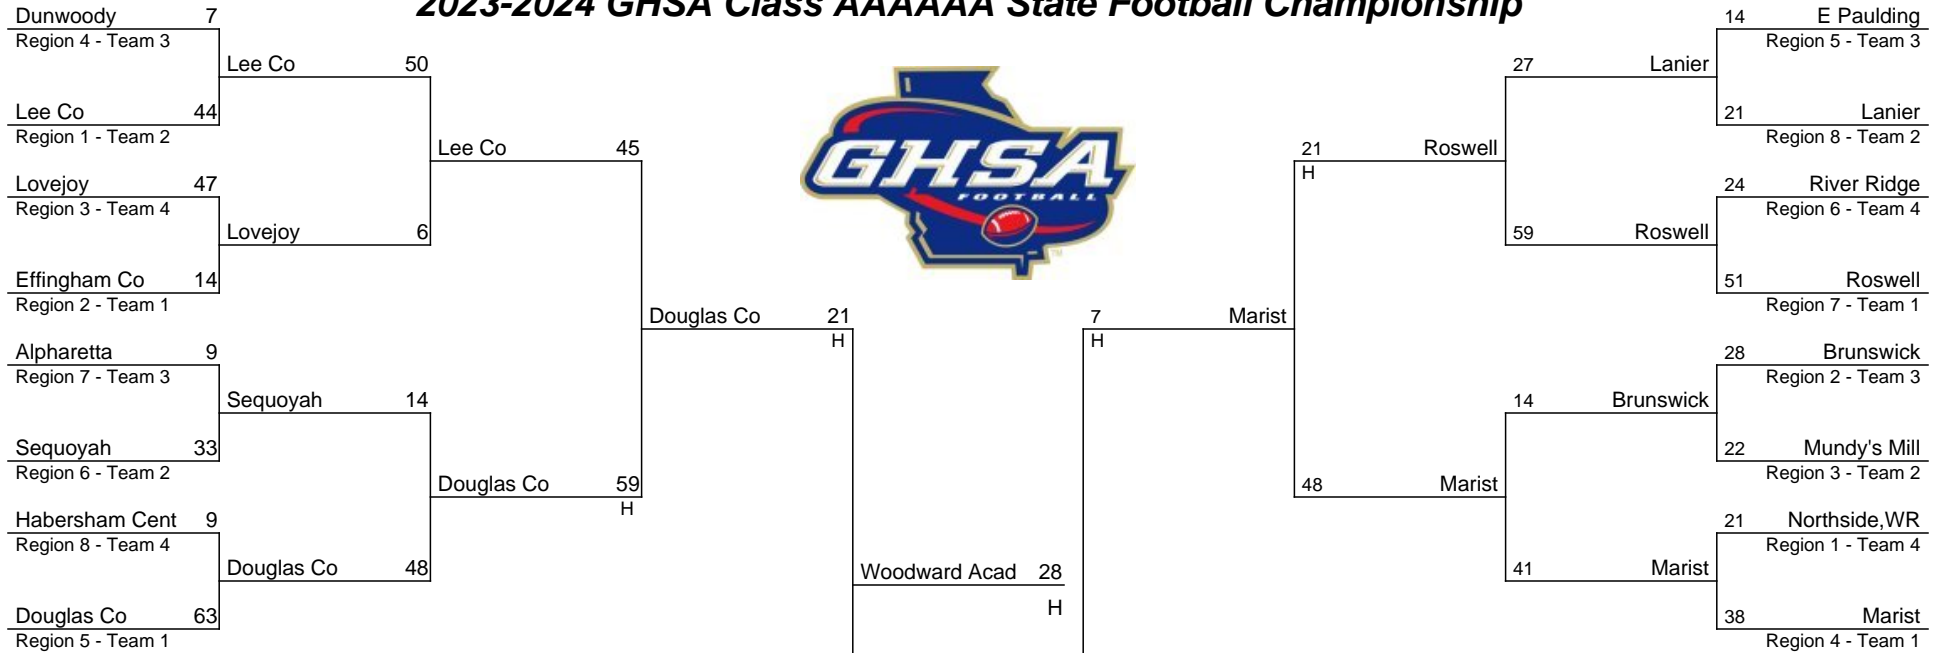 2023-2024 GHSA Class AAAAAA State Football Championship
Dunwoody 7
Region 4 - Team 3
Lee Co 50
Lee Co 44
Region 1 - Team 2
Lee Co 45
Lovejoy 47
Region 3 - Team 4
Lovejoy 6
Effingham Co 14
Region 2 - Team 1
Douglas Co 21
H
Alpharetta 9
Region 7 - Team 3
Sequoyah 14
Sequoyah 33
Region 6 - Team 2
Douglas Co 59
H
Habersham Cent 9
Region 8 - Team 4
Douglas Co 48
Douglas Co 63
Region 5 - Team 1
GHSA
FOOTBALL
TM
Woodward Acad 28
H
14 E Paulding
Region 5 - Team 3
27 Lanier
21 Lanier
Region 8 - Team 2
21 Roswell
H
24 River Ridge
Region 6 - Team 4
59 Roswell
51 Roswell
Region 7 - Team 1
7 Marist
H
28 Brunswick
Region 2 - Team 3
14 Brunswick
22 Mundy's Mill
Region 3 - Team 2
48 Marist
21 Northside,WR
Region 1 - Team 4
41 Marist
38 Marist
Region 4 - Team 1